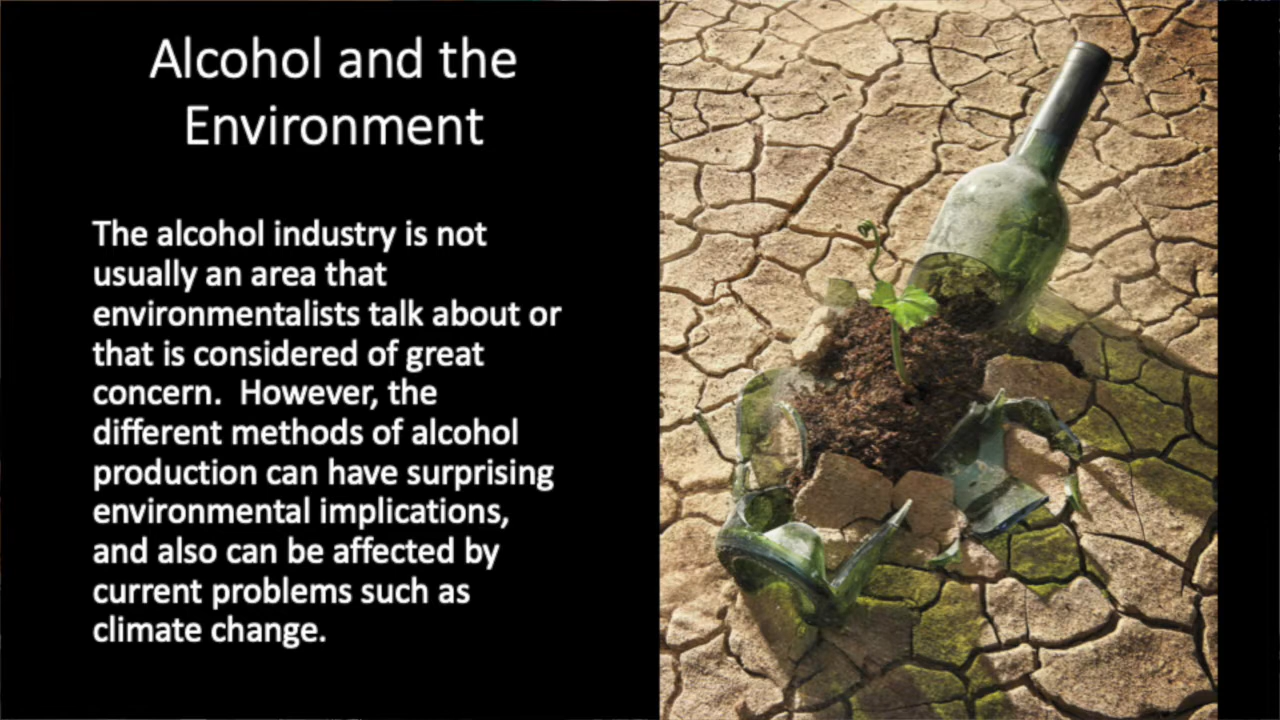 Alcohol and the
Environment
The alcohol industry is not
usually an area that
environmentalists talk about or
that is considered of great
concern.  However, the
different methods of alcohol
production can have surprising
environmental implications,
and also can be affected by
current problems such as
climate change.